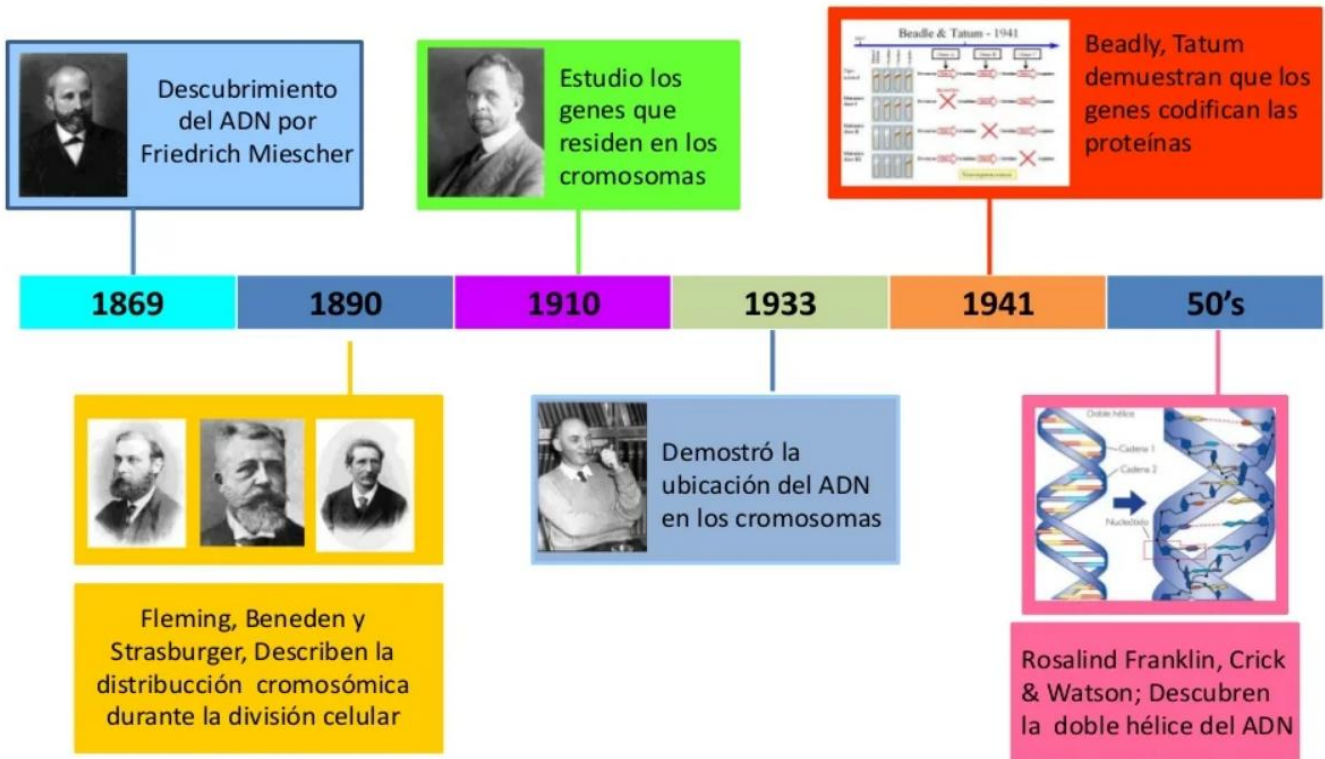 Descubrimiento
del ADN por
Friedrich Miescher
Estudio los
genes que
residen en los
cromosomas
Beadle & Tatum - 1941
Beadly, Tatum
demuestran que los
genes codifican las
proteínas
1869
1890
1910
1933
1941
50's
Fleming, Beneden y
Strasburger, Describen la
distribucción cromosómica
durante la división celular
Demostró la
ubicación del ADN
en los cromosomas
Doble hélice
Cadena 1
Cadena 2
Nucleótido
Rosalind Franklin, Crick
& Watson; Descubren
la doble hélice del ADN